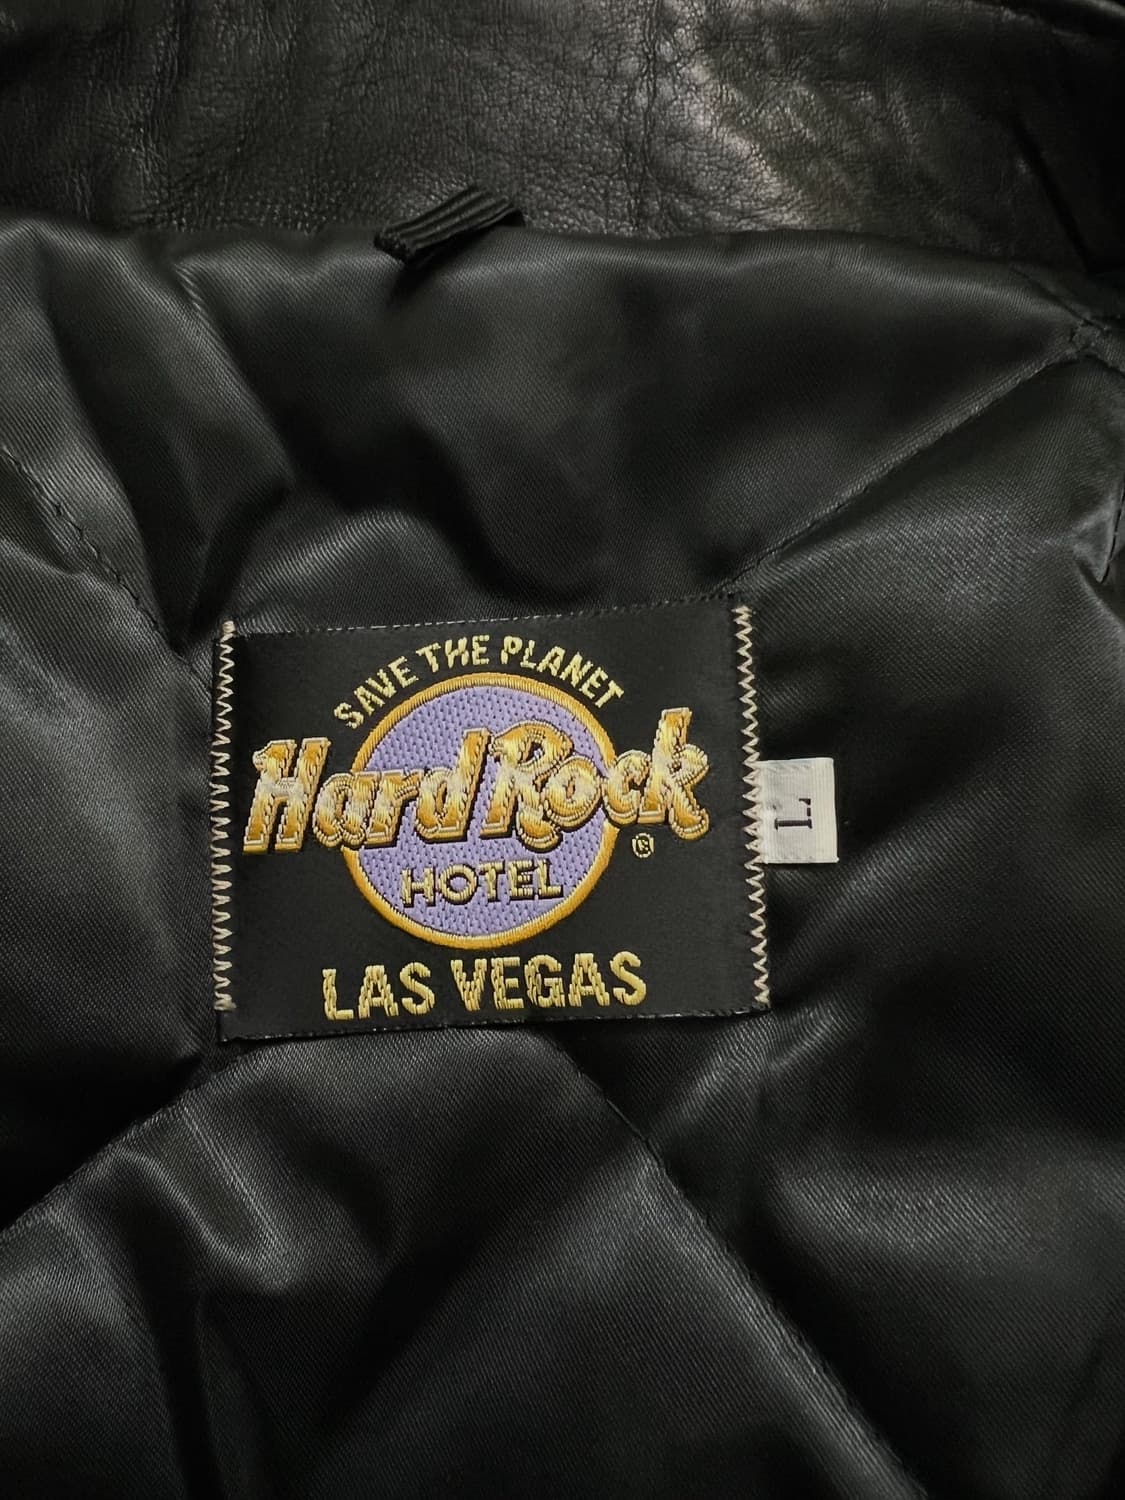 SAVE THE PLANET
Hard Rock
®
HOTEL
LAS VEGAS
L